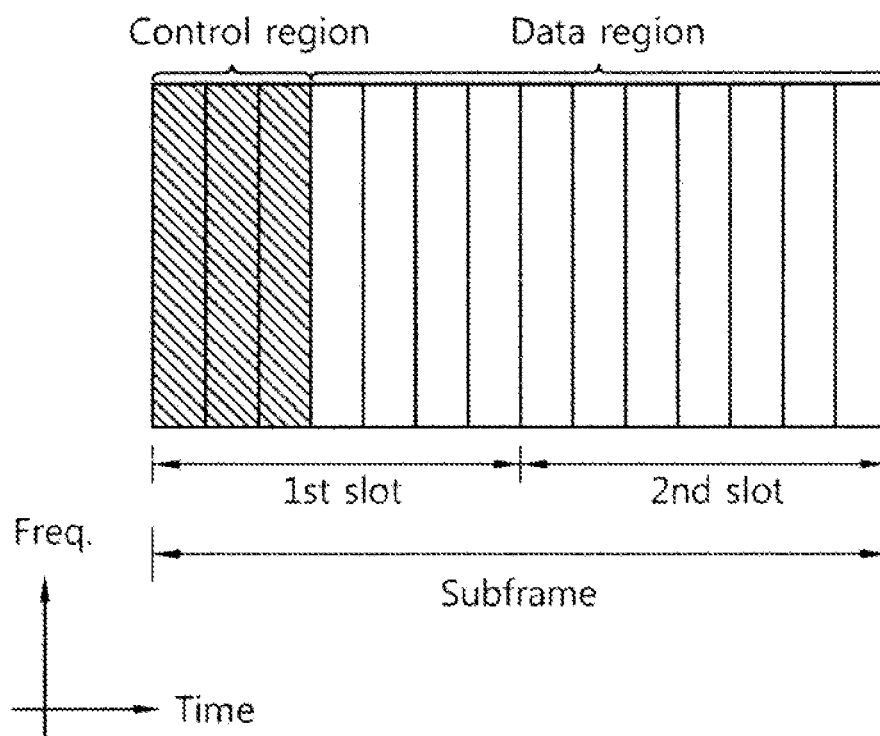 Control region
Data region
1st slot
2nd slot
Freq.
Subframe
Time